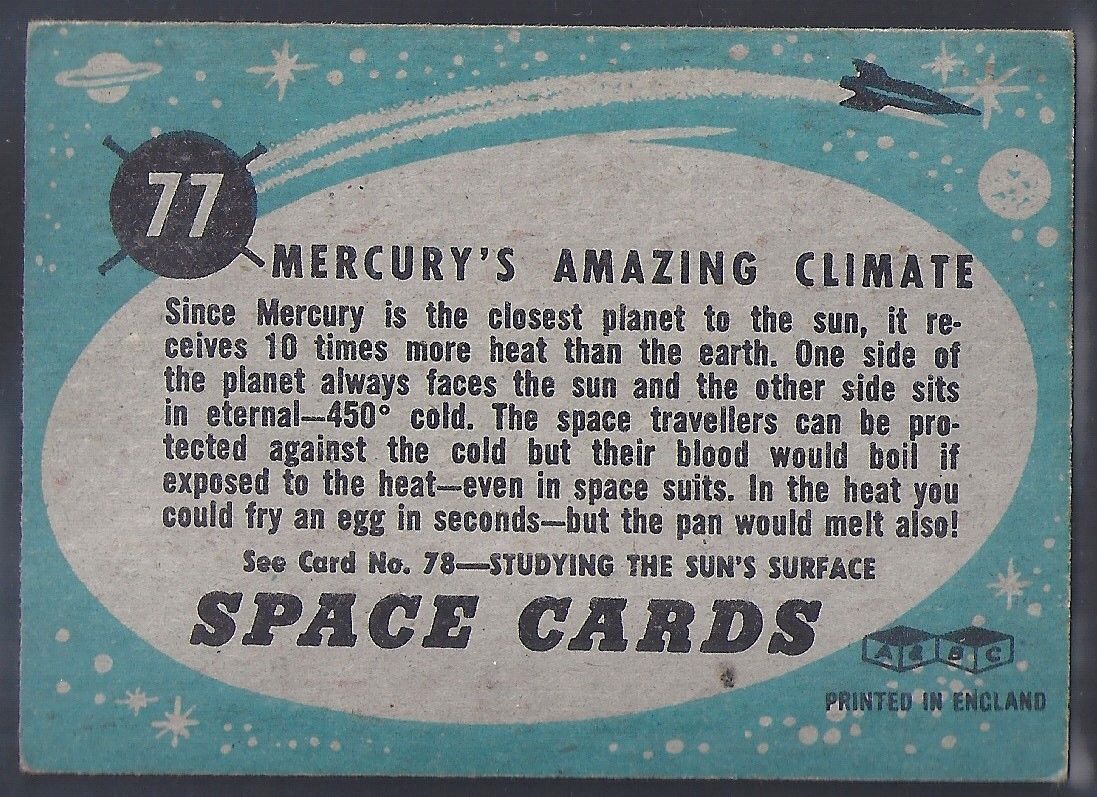 77
MERCURY'S AMAZING CLIMATE
Since Mercury is the closest planet to the sun, it re-
ceives 10 times more heat than the earth. One side of
the planet always faces the sun and the other side sits
in eternal—450° cold. The space travellers can be pro-
tected against the cold but their blood would boil if
exposed to the heat—even in space suits. In the heat you
could fry an egg in seconds—but the pan would melt also!
See Card No. 78—STUDYING THE SUN'S SURFACE
SPACE CARDS
A & B C
PRINTED IN ENGLAND